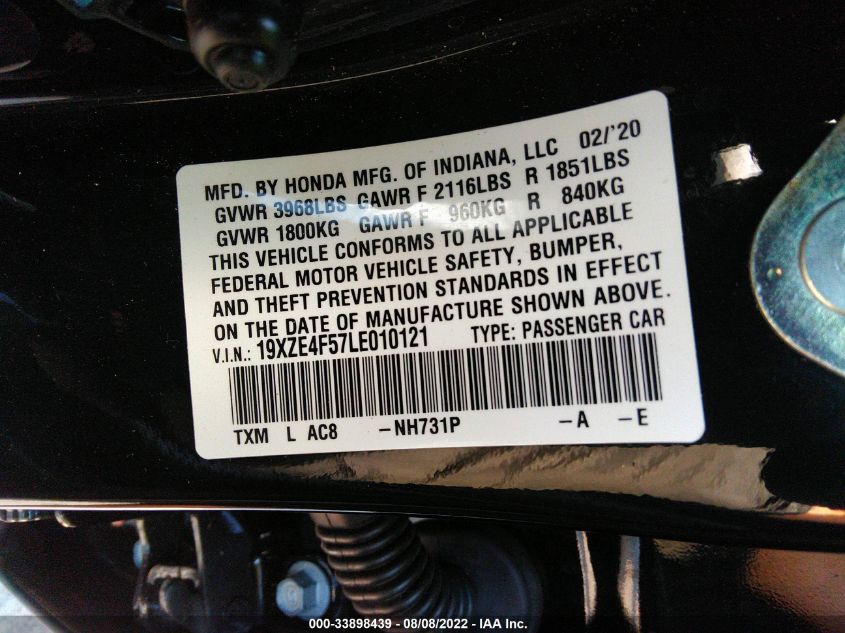 MFD. BY HONDA MFG. OF INDIANA, LLC 02/'20
GVWR 3968LBS GAWR F 2116LBS R 1851LBS
GVWR 1800KG GAWR F 960KG R 840KG
THIS VEHICLE CONFORMS TO ALL APPLICABLE
FEDERAL MOTOR VEHICLE SAFETY, BUMPER,
AND THEFT PREVENTION STANDARDS IN EFFECT
ON THE DATE OF MANUFACTURE SHOWN ABOVE.
V.I.N.: 19XZE4F57LE010121 TYPE: PASSENGER CAR
TXM L AC8 –NH731P –A –E
000-33898439 - 08/08/2022 - IAA Inc.